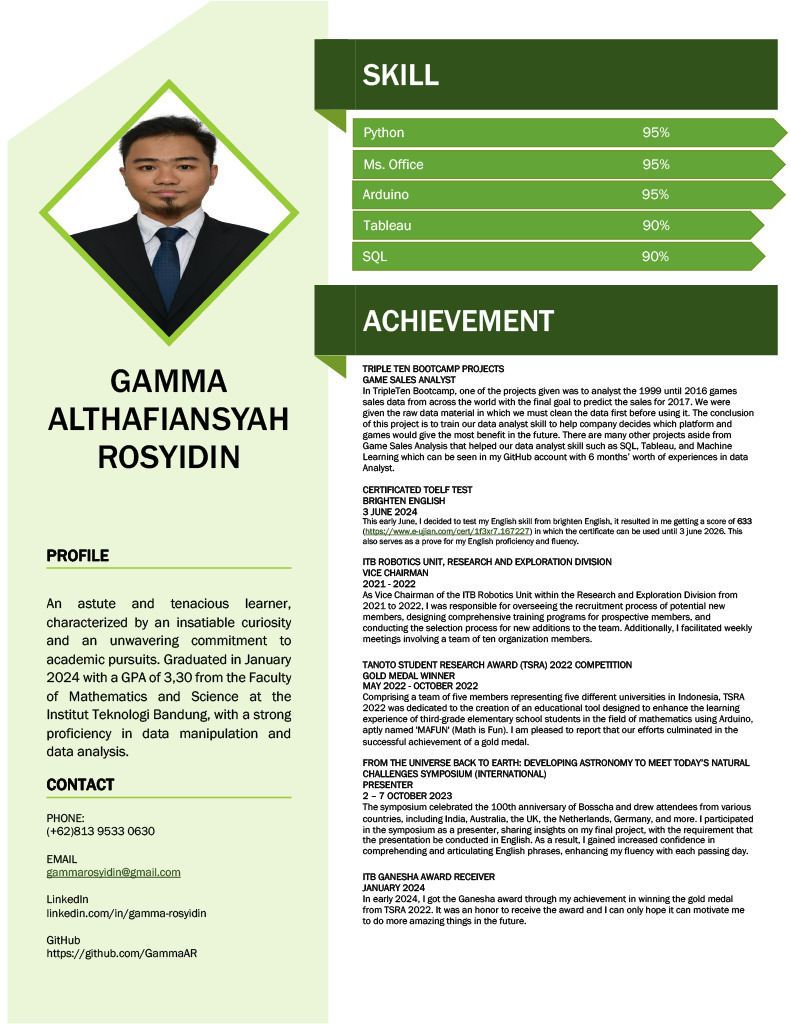 GAMMA
ALTHAFIANSYAH
ROSYIDIN
PROFILE
An astute and tenacious learner,
characterized by an insatiable curiosity
and an unwavering commitment to
academic pursuits. Graduated in January
2024 with a GPA of 3,30 from the Faculty
of Mathematics and Science at the
Institut Teknologi Bandung, with a strong
proficiency in data manipulation and
data analysis.
CONTACT
PHONE:
(+62)813 9533 0630
EMAIL
gammarosyidin@gmail.com
LinkedIn
linkedin.com/in/gamma-rosyidin
GitHub
https://github.com/GammaAR
SKILL
Python 95%
Ms. Office 95%
Arduino 95%
Tableau 90%
SQL 90%
ACHIEVEMENT
TRIPLE TEN BOOTCAMP PROJECTS
GAME SALES ANALYST
In TripleTen Bootcamp, one of the projects given was to analyst the 1999 until 2016 games
sales data from across the world with the final goal to predict the sales for 2017. We were
given the raw data material in which we must clean the data first before using it. The conclusion
of this project is to train our data analyst skill to help company decides which platform and
games would give the most benefit in the future. There are many other projects aside from
Game Sales Analysis that helped our data analyst skill such as SQL, Tableau, and Machine
Learning which can be seen in my GitHub account with 6 months' worth of experiences in data
Analyst.
CERTIFICATED TOELF TEST
BRIGHTEN ENGLISH
3 JUNE 2024
This early June, I decided to test my English skill from brighten English, it resulted in me getting a score of 633
(https://www.e-ujian.com/cert/1f3xr7.167227) in which the certificate can be used until 3 june 2026. This
also serves as a prove for my English proficiency and fluency.
ITB ROBOTICS UNIT, RESEARCH AND EXPLORATION DIVISION
VICE CHAIRMAN
2021 - 2022
As Vice Chairman of the ITB Robotics Unit within the Research and Exploration Division from
2021 to 2022, I was responsible for overseeing the recruitment process of potential new
members, designing comprehensive training programs for prospective members, and
conducting the selection process for new additions to the team. Additionally, I facilitated weekly
meetings involving a team of ten organization members.
TANOTO STUDENT RESEARCH AWARD (TSRA) 2022 COMPETITION
GOLD MEDAL WINNER
MAY 2022 - OCTOBER 2022
Comprising a team of five members representing five different universities in Indonesia, TSRA
2022 was dedicated to the creation of an educational tool designed to enhance the learning
experience of third-grade elementary school students in the field of mathematics using Arduino,
aptly named 'MAFUN' (Math is Fun). I am pleased to report that our efforts culminated in the
successful achievement of a gold medal.
FROM THE UNIVERSE BACK TO EARTH: DEVELOPING ASTRONOMY TO MEET TODAY'S NATURAL
CHALLENGES SYMPOSIUM (INTERNATIONAL)
PRESENTER
2 – 7 OCTOBER 2023
The symposium celebrated the 100th anniversary of Bosscha and drew attendees from various
countries, including India, Australia, the UK, the Netherlands, Germany, and more. I participated
in the symposium as a presenter, sharing insights on my final project, with the requirement that
the presentation be conducted in English. As a result, I gained increased confidence in
comprehending and articulating English phrases, enhancing my fluency with each passing day.
ITB GANESHA AWARD RECEIVER
JANUARY 2024
In early 2024, I got the Ganesha award through my achievement in winning the gold medal
from TSRA 2022. It was an honor to receive the award and I can only hope it can motivate me
to do more amazing things in the future.